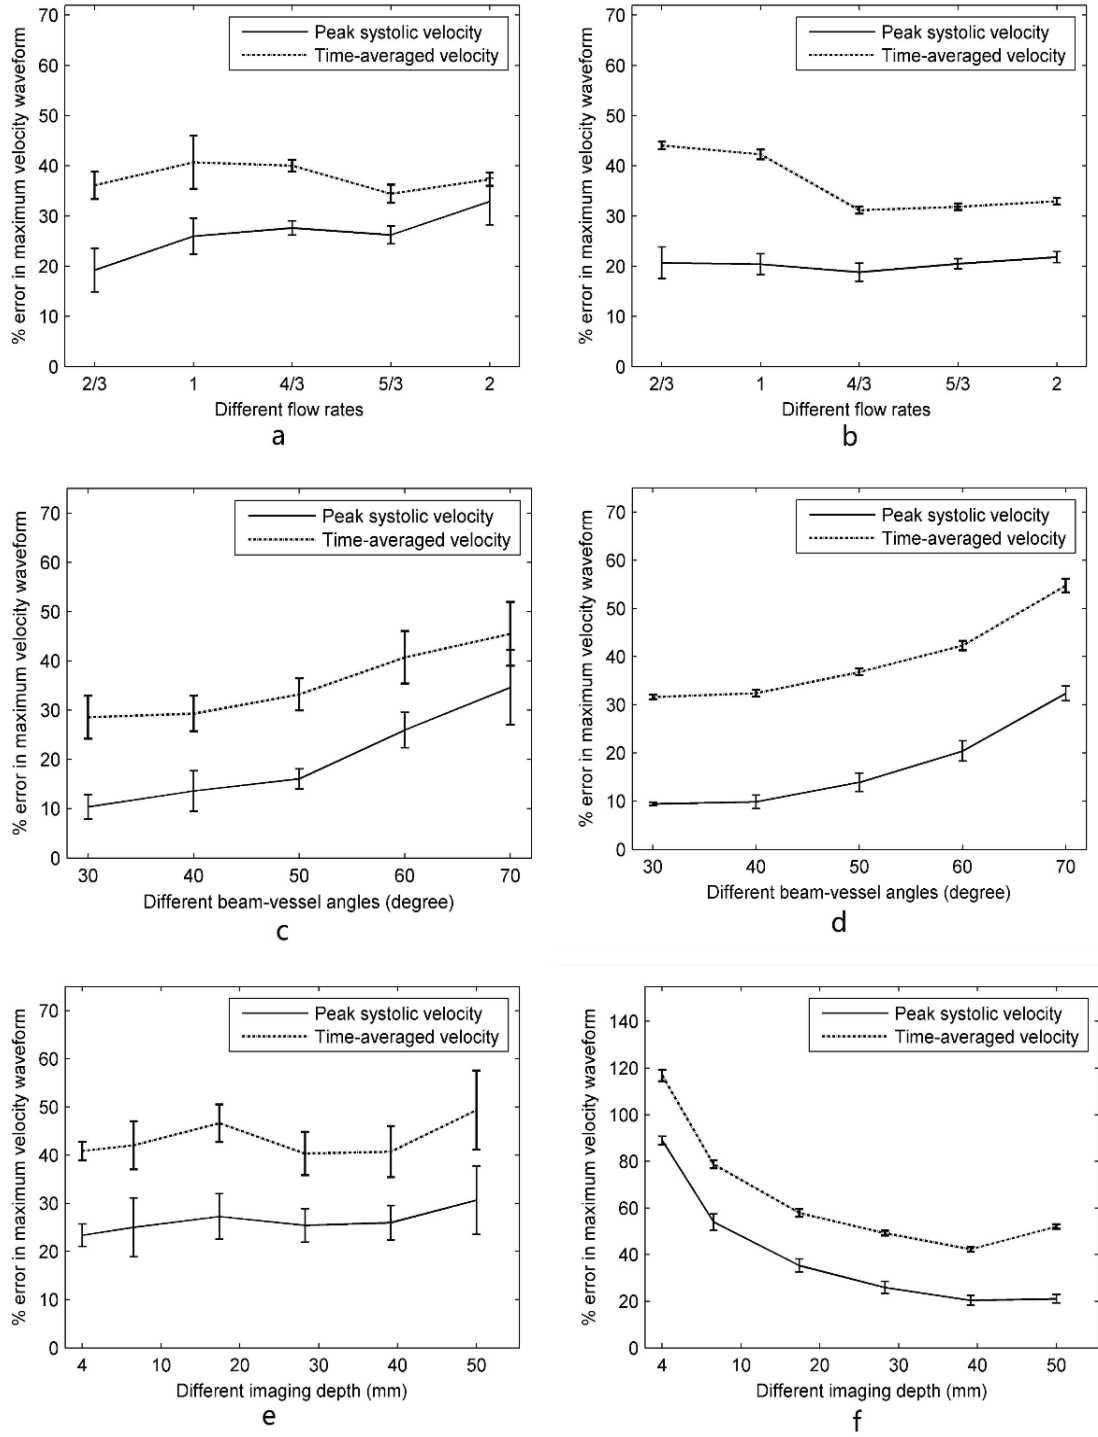 % error in maximum velocity waveform
70
60
50
40
30
20
10
0
Peak systolic velocity
Time-averaged velocity
2/3 1 4/3 5/3 2
Different flow rates
a
% error in maximum velocity waveform
70
60
50
40
30
20
10
0
Peak systolic velocity
Time-averaged velocity
2/3 1 4/3 5/3 2
Different flow rates
b
% error in maximum velocity waveform
70
60
50
40
30
20
10
0
Peak systolic velocity
Time-averaged velocity
30 40 50 60 70
Different beam-vessel angles (degree)
c
% error in maximum velocity waveform
70
60
50
40
30
20
10
0
Peak systolic velocity
Time-averaged velocity
30 40 50 60 70
Different beam-vessel angles (degree)
d
% error in maximum velocity waveform
70
60
50
40
30
20
10
0
Peak systolic velocity
Time-averaged velocity
4 10 20 30 40 50
Different imaging depth (mm)
e
% error in maximum velocity waveform
140
120
100
80
60
40
20
0
Peak systolic velocity
Time-averaged velocity
4 10 20 30 40 50
Different imaging depth (mm)
f